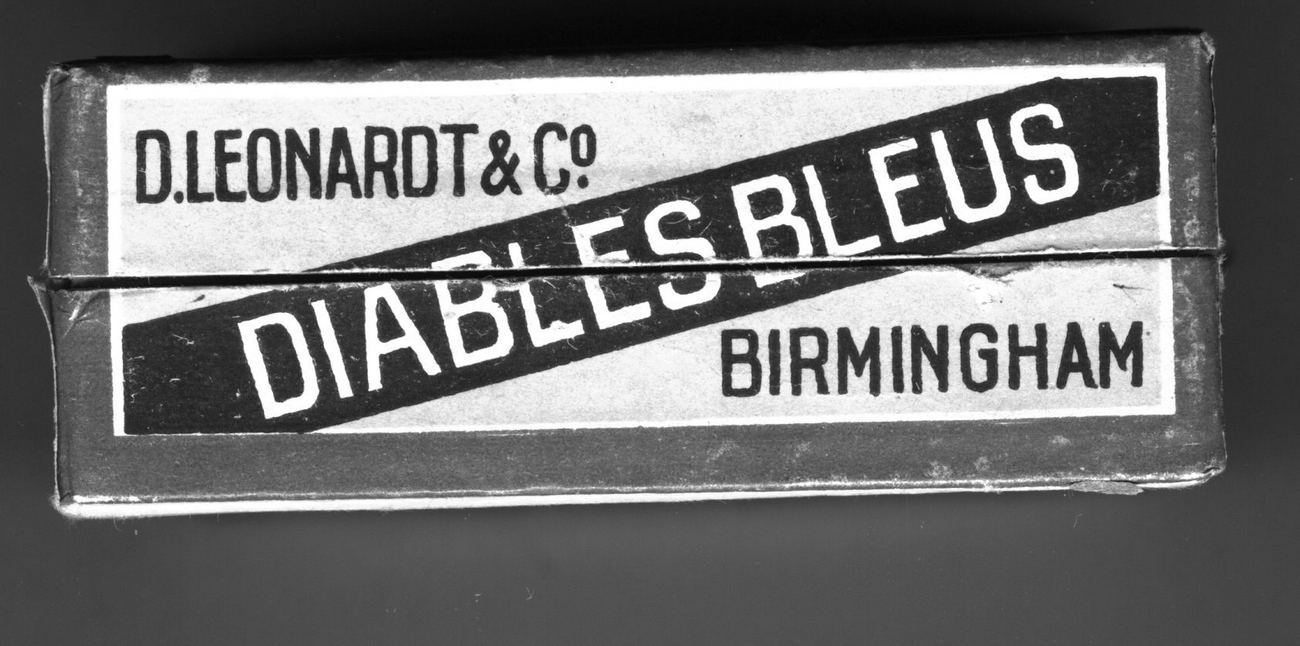 D. LEONARDT & Cº.
DIABLES BLEUS
BIRMINGHAM